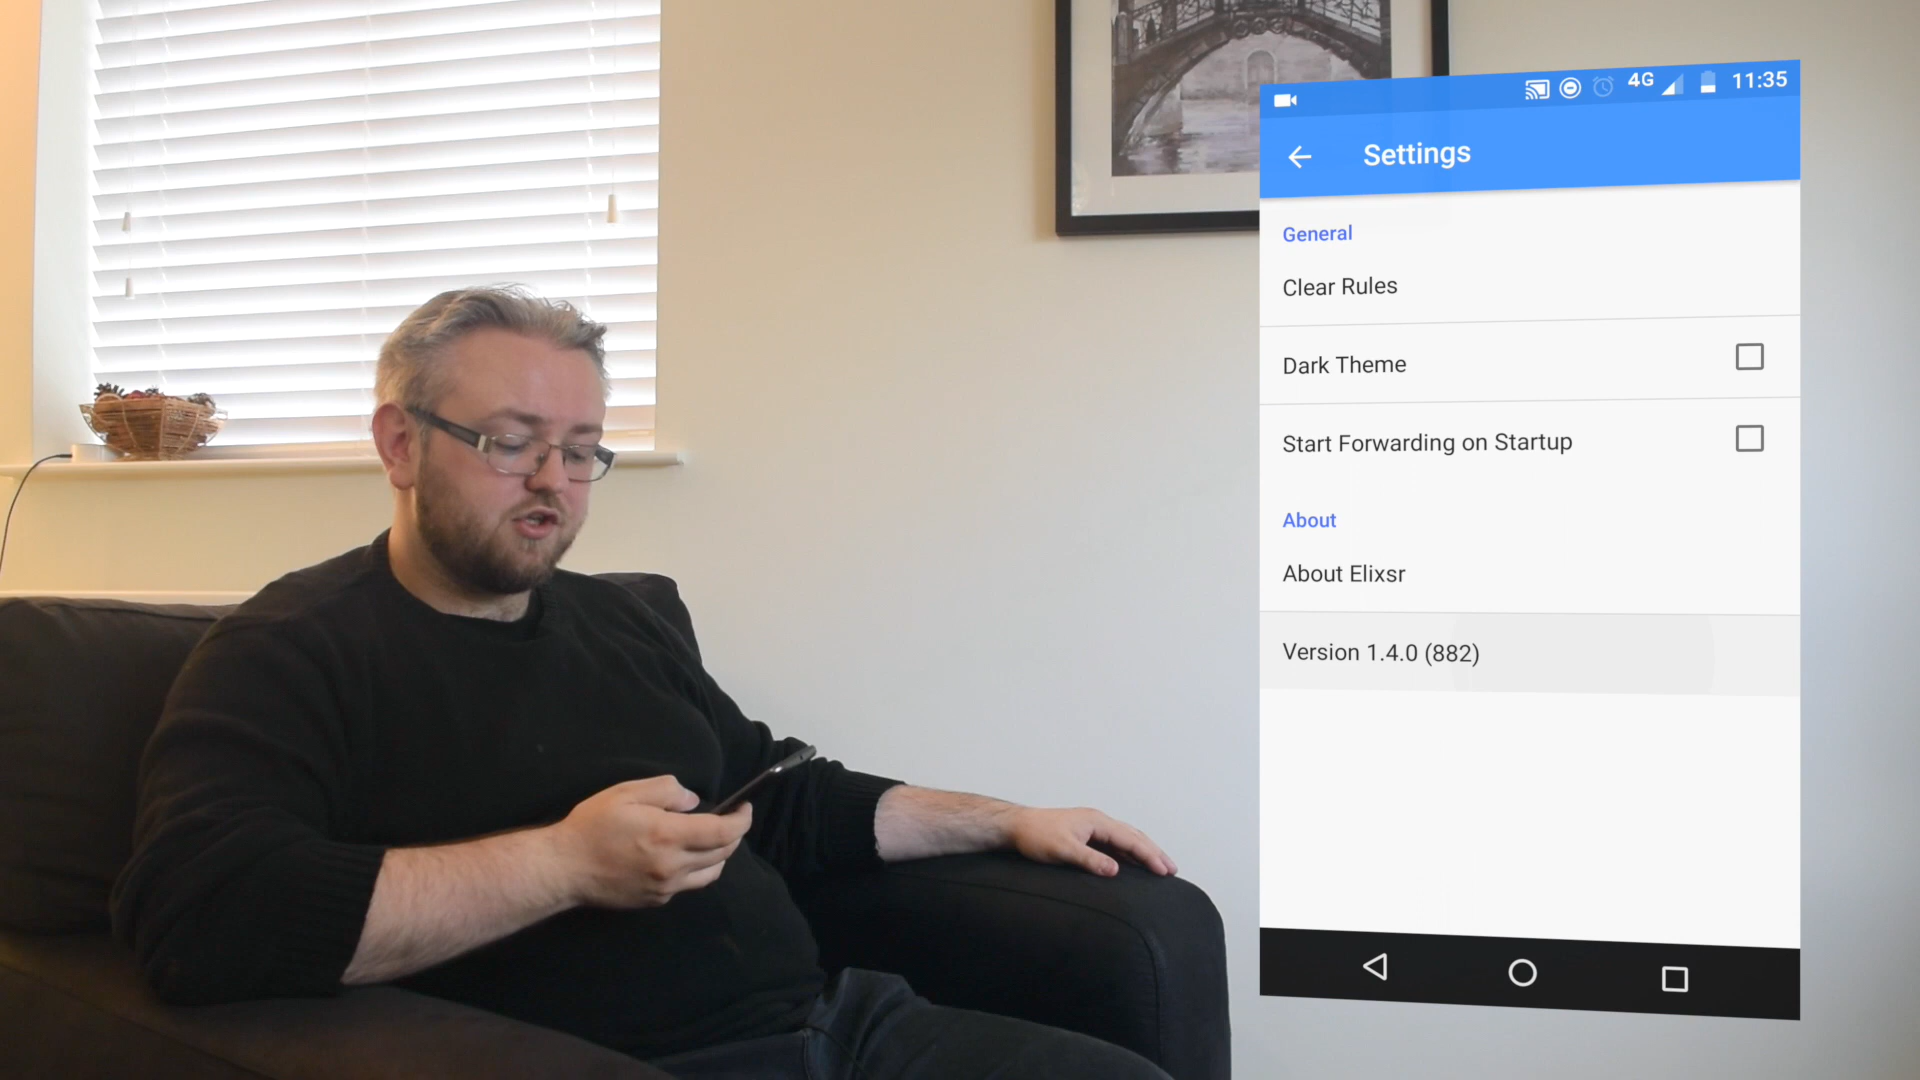 4G 11:35
Settings
General
Clear Rules
Dark Theme
Start Forwarding on Startup
About
About Elixsr
Version 1.4.0 (882)